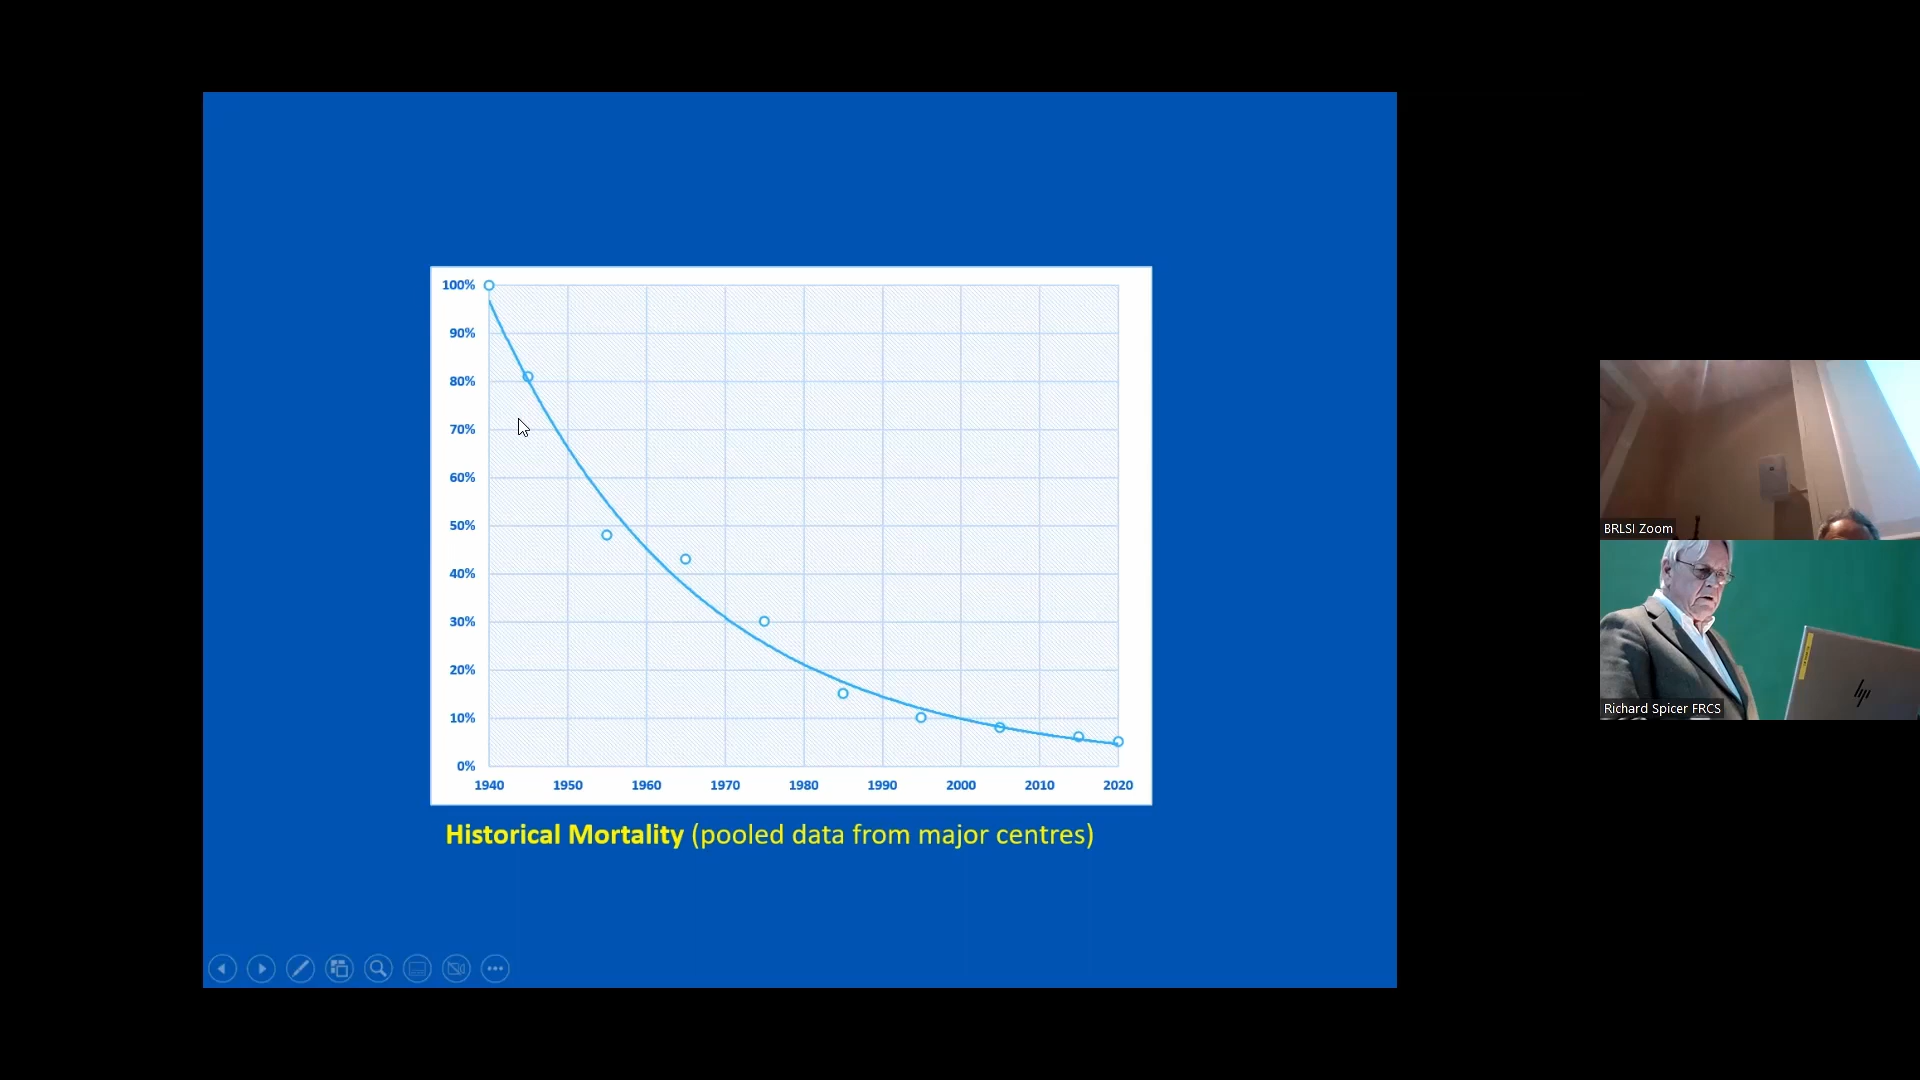 100%
90%
80%
70%
60%
50%
40%
30%
20%
10%
0%
1940 1950 1960 1970 1980 1990 2000 2010 2020
Historical Mortality (pooled data from major centres)
BRLSI Zoom
Richard Spicer FRCS
hp